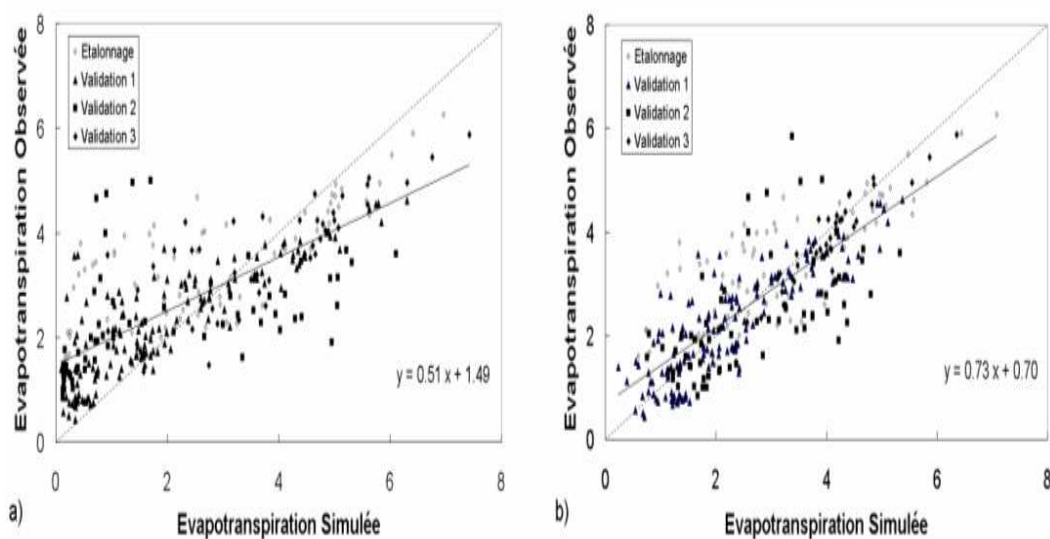 Evapotranspiration Observée
8
6
4
2
0
Etalonnage
Validation 1
Validation 2
Validation 3
y = 0.51 x + 1.49
0 2 4 6 8
a) Evapotranspiration Simulée
Evapotranspiration Observée
8
6
4
2
0
Etalonnage
Validation 1
Validation 2
Validation 3
y = 0.73 x + 0.70
0 2 4 6 8
b) Evapotranspiration Simulée